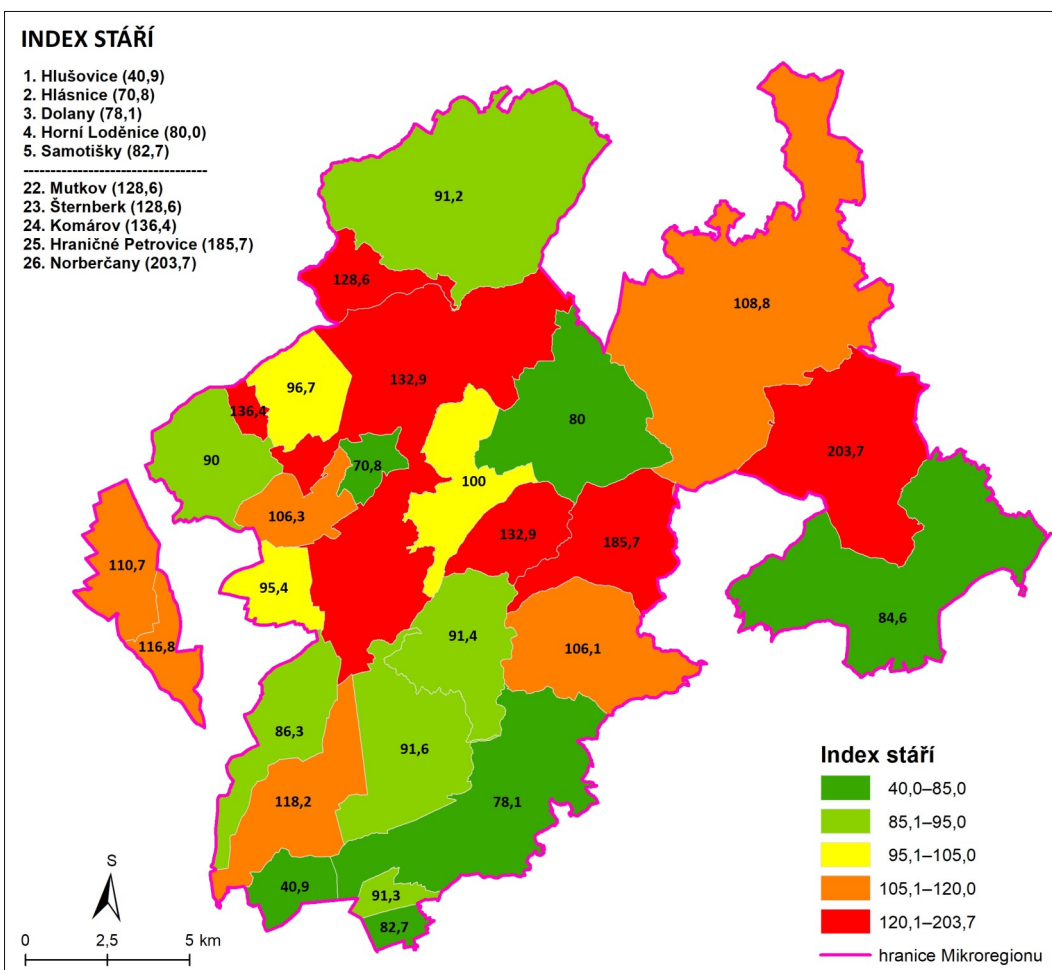 INDEX STÁŘÍ
1. Hlušovice (40,9)
2. Hlásnice (70,8)
3. Dolany (78,1)
4. Horní Loděnice (80,0)
5. Samotišky (82,7)
----------------------------------
22. Mutkov (128,6)
23. Šternberk (128,6)
24. Komárov (136,4)
25. Hraničné Petrovice (185,7)
26. Norberčany (203,7)
91,2
128,6
108,8
132,9
96,7
136,4
80
70,8
90
203,7
100
106,3
132,9
185,7
110,7
95,4
84,6
91,4
116,8
106,1
86,3
91,6
118,2
78,1
40,9
91,3
82,7
Index stáří
40,0–85,0
85,1–95,0
95,1–105,0
105,1–120,0
120,1–203,7
hranice Mikroregionu
S
0 2,5 5 km